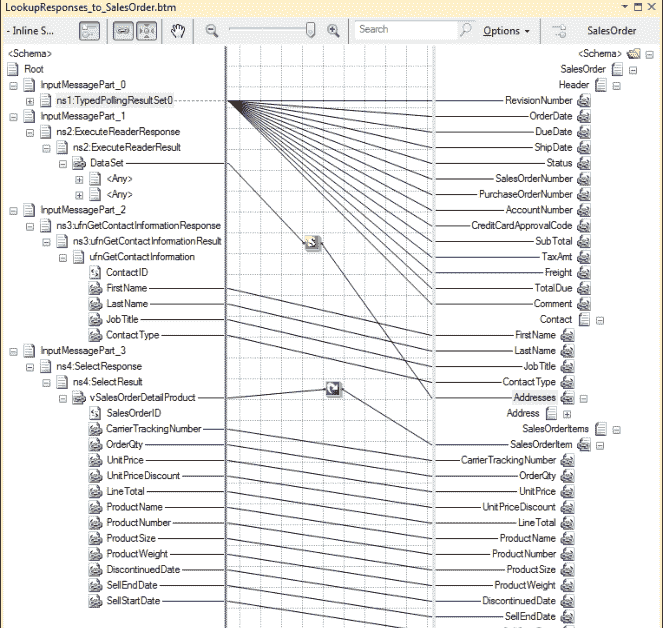 LookupResponses_to_SalesOrder.btm
- Inline S...
Search
Options
SalesOrder
<Schema>
Root
InputMessagePart_0
ns1:TypedPollingResultSet0
InputMessagePart_1
ns2:ExecuteReaderResponse
ns2:ExecuteReaderResult
DataSet
<Any>
<Any>
InputMessagePart_2
ns3:ufnGetContactInformationResponse
ns3:ufnGetContactInformationResult
ufnGetContactInformation
ContactID
FirstName
LastName
JobTitle
ContactType
InputMessagePart_3
ns4:SelectResponse
ns4:SelectResult
vSalesOrderDetailProduct
SalesOrderID
CarrierTrackingNumber
OrderQty
UnitPrice
UnitPriceDiscount
LineTotal
ProductName
ProductNumber
ProductSize
ProductWeight
DiscontinuedDate
SellEndDate
SellStartDate
<Schema>
SalesOrder
Header
RevisionNumber
OrderDate
DueDate
ShipDate
Status
SalesOrderNumber
PurchaseOrderNumber
AccountNumber
CreditCardApprovalCode
SubTotal
TaxAmt
Freight
TotalDue
Comment
Contact
FirstName
LastName
JobTitle
ContactType
Addresses
Address
SalesOrderItems
SalesOrderItem
CarrierTrackingNumber
OrderQty
UnitPrice
UnitPriceDiscount
LineTotal
ProductName
ProductNumber
ProductSize
ProductWeight
DiscontinuedDate
SellEndDate